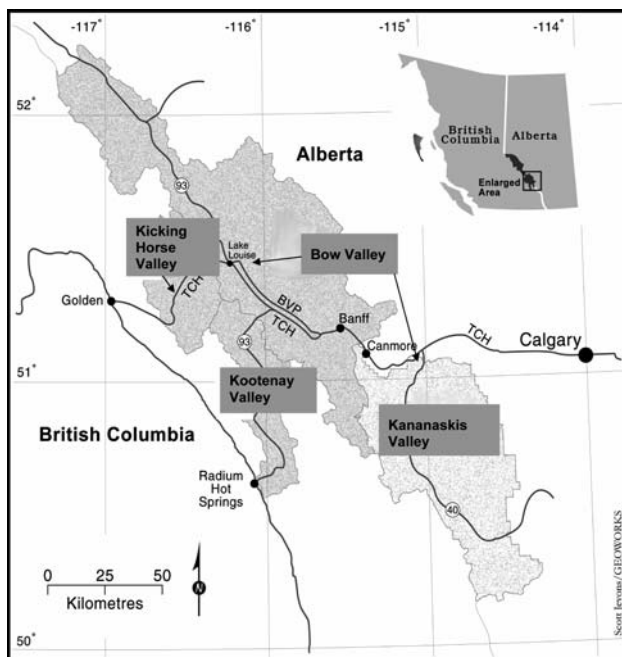 -117°
-116°
-115°
-114°
52°
British
Columbia
Alberta
Enlarged
Area
Alberta
93
Kicking
Horse
Valley
Lake
Louise
Bow Valley
TCH
BVP
TCH
Golden
Banff
TCH
Calgary
Canmore
93
51°
Kootenay
Valley
Kananaskis
Valley
British Columbia
Radium
Hot
Springs
40
0 25 50
Kilometres
N
50°
Scott Jevons/GEOWORKS